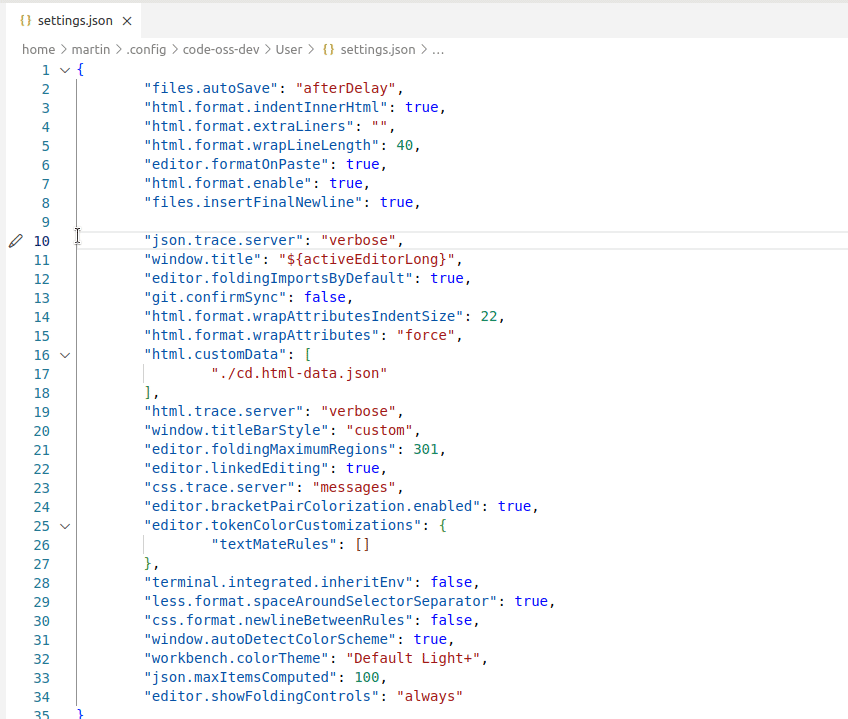 {} settings.json ×
home > martin > .config > code-oss-dev > User > {} settings.json > ...
1 {
2 "files.autoSave": "afterDelay",
3 "html.format.indentInnerHtml": true,
4 "html.format.extraLiners": "",
5 "html.format.wrapLineLength": 40,
6 "editor.formatOnPaste": true,
7 "html.format.enable": true,
8 "files.insertFinalNewline": true,
9
10 "json.trace.server": "verbose",
11 "window.title": "${activeEditorLong}",
12 "editor.foldingImportsByDefault": true,
13 "git.confirmSync": false,
14 "html.format.wrapAttributesIndentSize": 22,
15 "html.format.wrapAttributes": "force",
16 "html.customData": [
17 "./cd.html-data.json"
18 ],
19 "html.trace.server": "verbose",
20 "window.titleBarStyle": "custom",
21 "editor.foldingMaximumRegions": 301,
22 "editor.linkedEditing": true,
23 "css.trace.server": "messages",
24 "editor.bracketPairColorization.enabled": true,
25 "editor.tokenColorCustomizations": {
26 "textMateRules": []
27 },
28 "terminal.integrated.inheritEnv": false,
29 "less.format.spaceAroundSelectorSeparator": true,
30 "css.format.newlineBetweenRules": false,
31 "window.autoDetectColorScheme": true,
32 "workbench.colorTheme": "Default Light+",
33 "json.maxItemsComputed": 100,
34 "editor.showFoldingControls": "always"
35 }